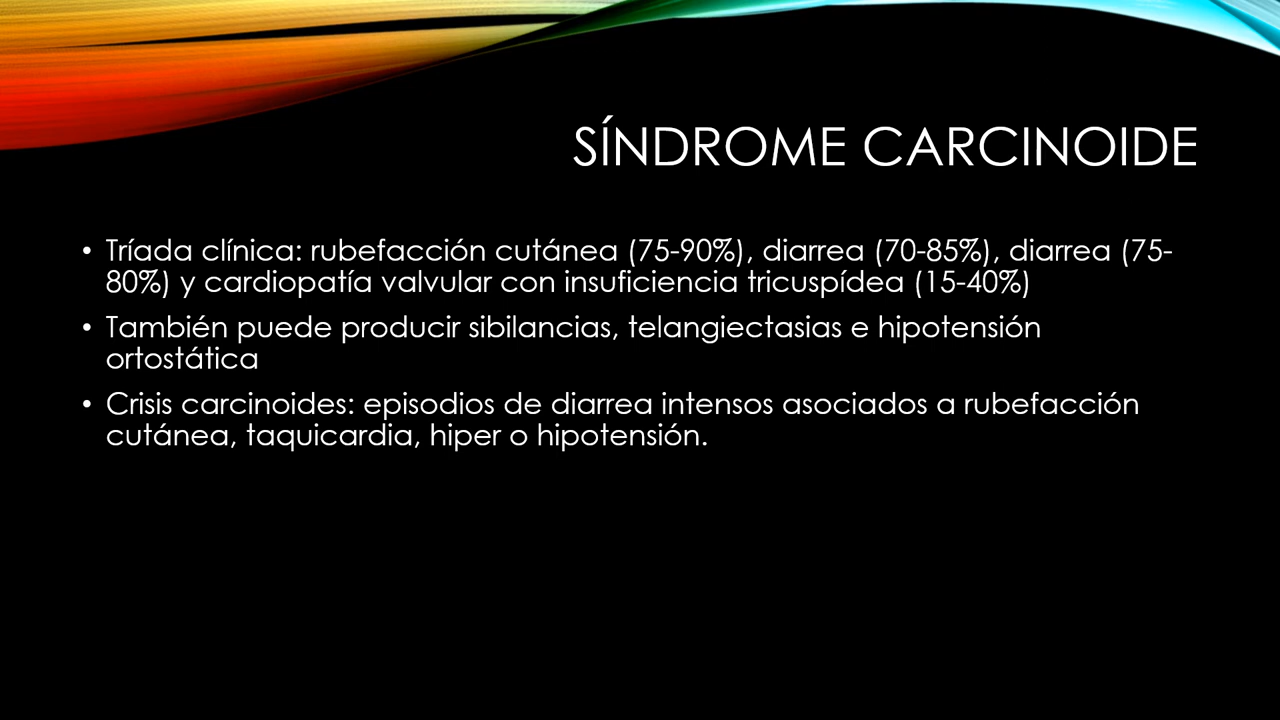 SÍNDROME CARCINOIDE
• Tríada clínica: rubefacción cutánea (75-90%), diarrea (70-85%), diarrea (75-
80%) y cardiopatía valvular con insuficiencia tricuspídea (15-40%)
• También puede producir sibilancias, telangiectasias e hipotensión
ortostática
• Crisis carcinoides: episodios de diarrea intensos asociados a rubefacción
cutánea, taquicardia, hiper o hipotensión.